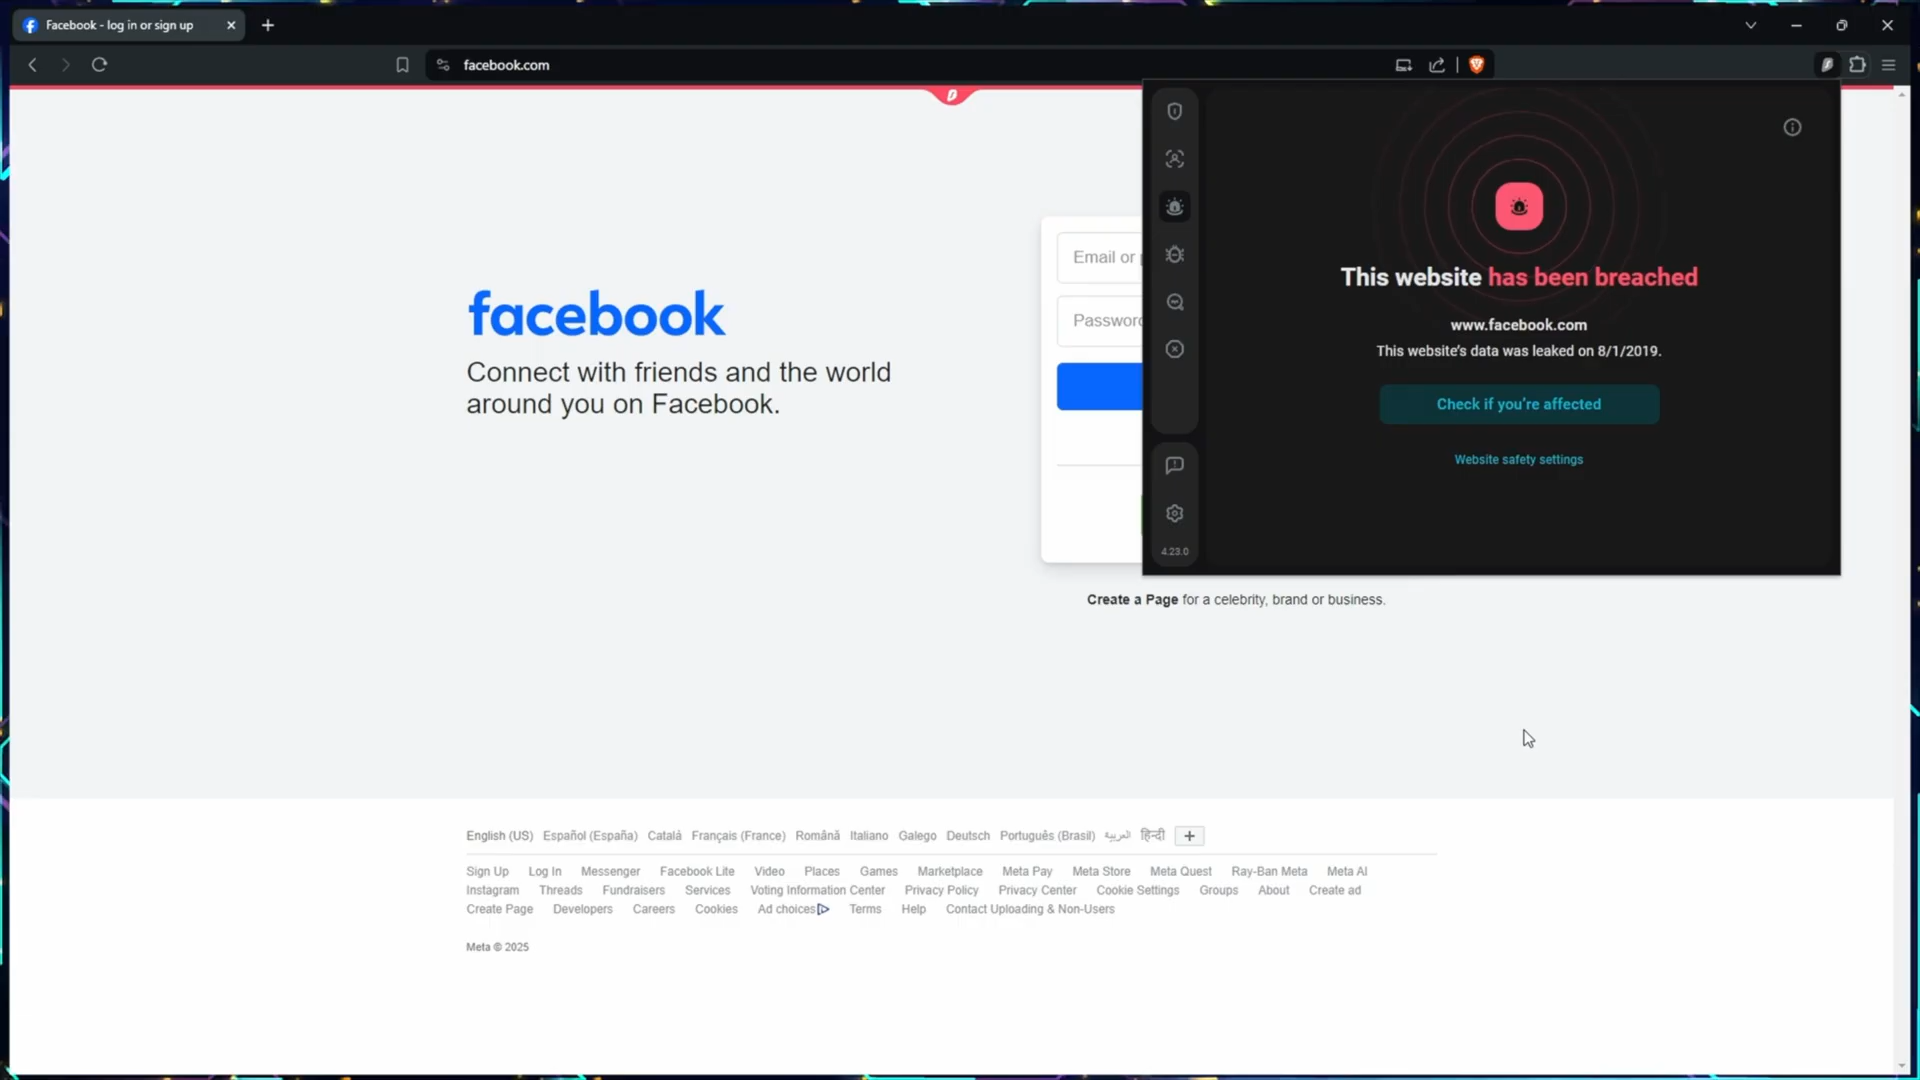 Facebook - log in or sign up
facebook.com
This website has been breached
www.facebook.com
This website's data was leaked on 8/1/2019.
Check if you're affected
Website safety settings
4.23.0
facebook
Connect with friends and the world
around you on Facebook.
Email or
Password
Create a Page for a celebrity, brand or business.
English (US) Español (España) Català Français (France) Română Italiano Galego Deutsch Português (Brasil) العربية हिन्दी +
Sign Up Log In Messenger Facebook Lite Video Places Games Marketplace Meta Pay Meta Store Meta Quest Ray-Ban Meta Meta AI
Instagram Threads Fundraisers Services Voting Information Center Privacy Policy Privacy Center Cookie Settings Groups About Create ad
Create Page Developers Careers Cookies Ad choices Terms Help Contact Uploading & Non-Users
Meta © 2025